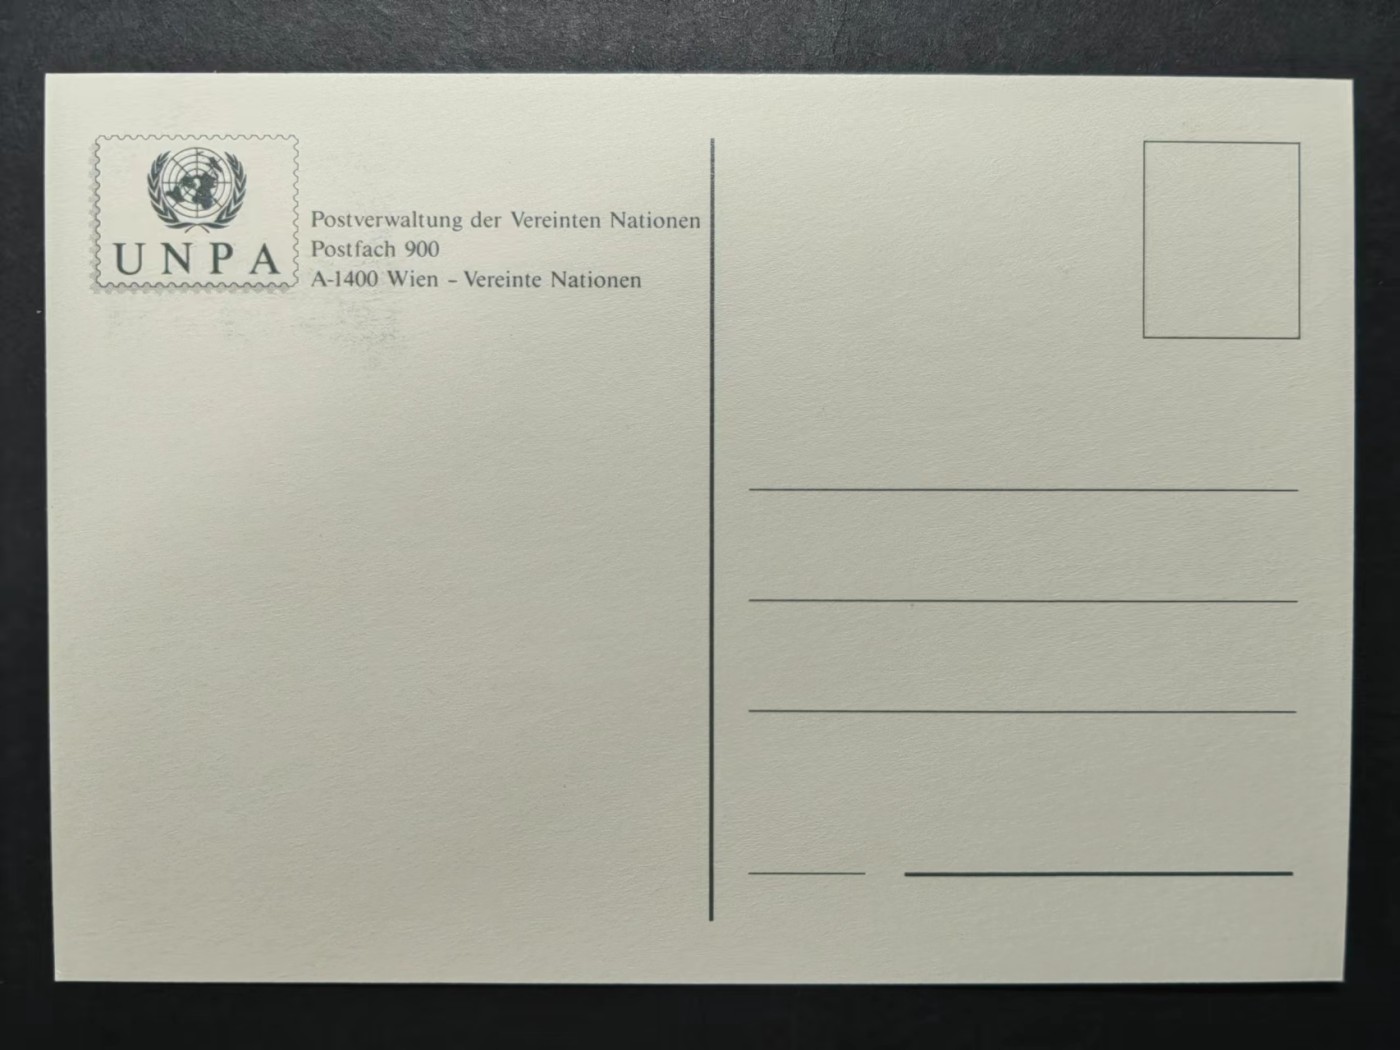 UNPA
Postverwaltung der Vereinten Nationen
Postfach 900
A-1400 Wien – Vereinte Nationen